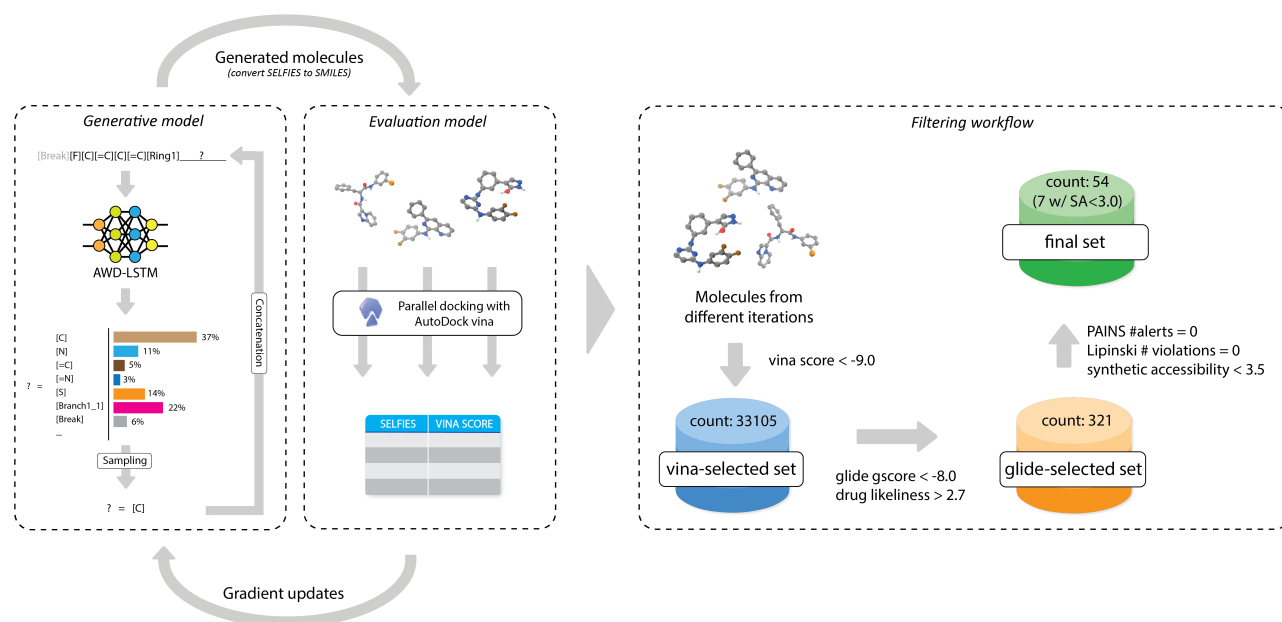 Generated molecules
(convert SELFIES to SMILES)
Generative model
[Break][F][C][=C][C][=C][Ring1]___?___
AWD-LSTM
[C] 37%
[N] 11%
[=C] 5%
[=N] 3%
? =
[S] 14%
[Branch1_1] 22%
[Break] 6%
...
Sampling
? = [C]
Concatenation
Evaluation model
Parallel docking with
AutoDock vina
SELFIES VINA SCORE
Gradient updates
Filtering workflow
Molecules from
different iterations
vina score < -9.0
count: 33105
vina-selected set
glide gscore < -8.0
drug likeliness > 2.7
count: 321
glide-selected set
PAINS #alerts = 0
Lipinski # violations = 0
synthetic accessibility < 3.5
count: 54
(7 w/ SA<3.0)
final set